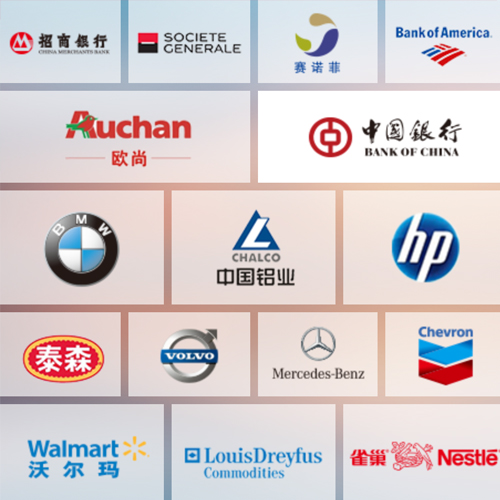 招商银行
CHINA MERCHANTS BANK
SOCIETE
GENERALE
赛诺菲
Bank of America.
Auchan
欧尚
中国银行
BANK OF CHINA
BMW
CHALCO
中国铝业
hp
泰森
VOLVO
Mercedes-Benz
Chevron
Walmart
沃尔玛
LouisDreyfus
Commodities
雀巢 Nestlé